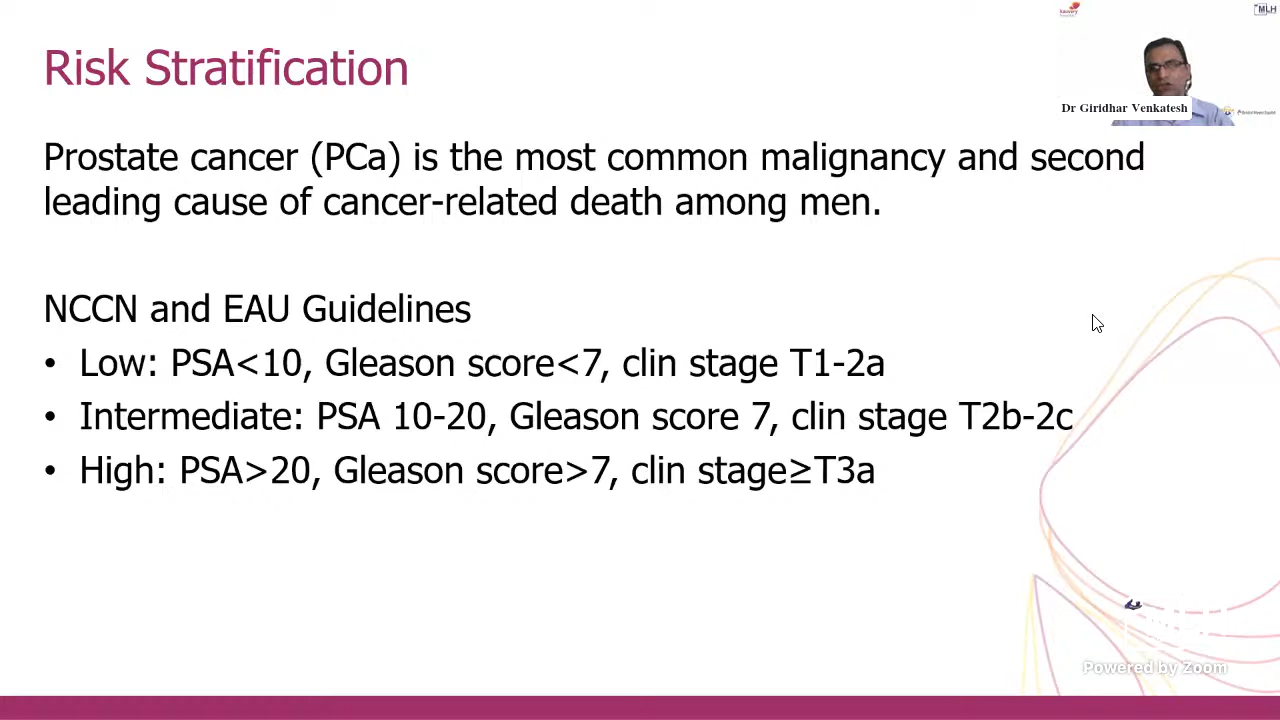 Risk Stratification
kauvery
MLH
Dr Giridhar Venkatesh
Prostate cancer (PCa) is the most common malignancy and second
leading cause of cancer-related death among men.
NCCN and EAU Guidelines
• Low: PSA<10, Gleason score<7, clin stage T1-2a
• Intermediate: PSA 10-20, Gleason score 7, clin stage T2b-2c
• High: PSA>20, Gleason score>7, clin stage≥T3a
Powered by Zoom